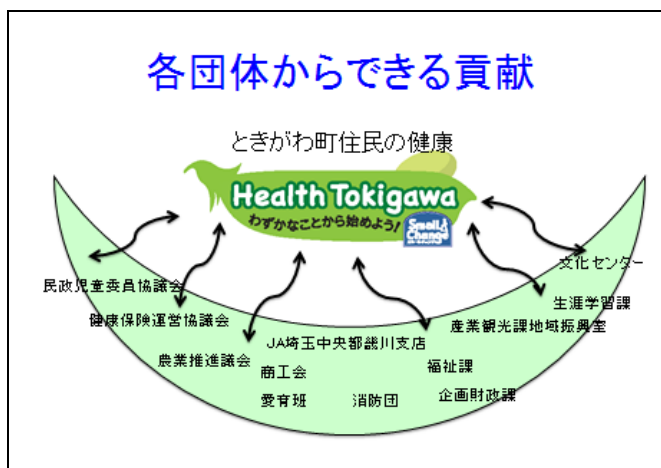 各団体からできる貢献
ときがわ町住民の健康
Health Tokigawa
わずかなことから始めよう!
Small
Change
文化センター
民政児童委員協議会
生涯学習課
健康保険運営協議会
産業観光課地域振興室
JA埼玉中央都幾川支店
農業推進議会
福祉課
商工会
企画財政課
愛育班
消防団